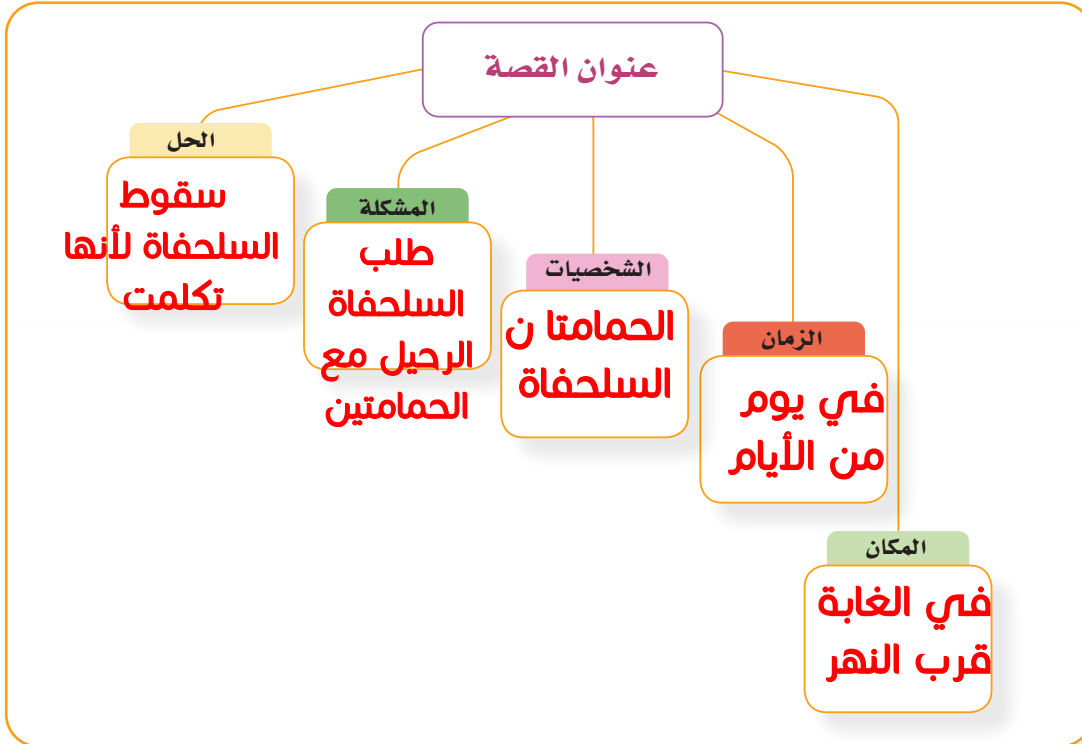 عنوان القصة
الحل
سقوط
السلحفاة لأنها
تكلمت
المشكلة
طلب
السلحفاة
الرحيل مع
الحمامتين
الشخصيات
الحمامتا ن
السلحفاة
الزمان
في يوم
من الأيام
المكان
في الغابة
قرب النهر